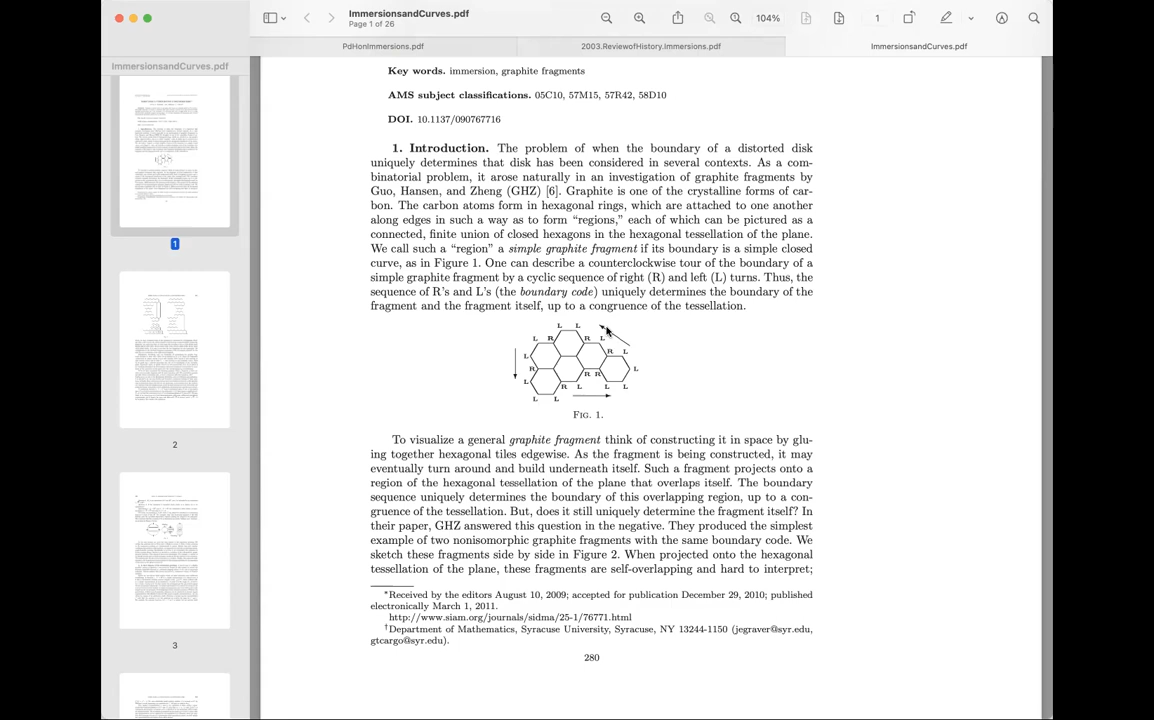 ImmersionsandCurves.pdf
Page 1 of 26
104%
1
PdHonImmersions.pdf
2003.ReviewofHistory.Immersions.pdf
ImmersionsandCurves.pdf
ImmersionsandCurves.pdf
1
2
3
Key words. immersion, graphite fragments
AMS subject classifications. 05C10, 57M15, 57R42, 58D10
DOI. 10.1137/090767716
1. Introduction. The problem of when the boundary of a distorted disk
uniquely determines that disk has been considered in several contexts. As a com-
binatorial problem, it arose naturally in an investigation of graphite fragments by
Guo, Hansen, and Zheng (GHZ) [6]. Graphite is one of the crystalline forms of car-
bon. The carbon atoms form in hexagonal rings, which are attached to one another
along edges in such a way as to form “regions,” each of which can be pictured as a
connected, finite union of closed hexagons in the hexagonal tessellation of the plane.
We call such a “region” a simple graphite fragment if its boundary is a simple closed
curve, as in Figure 1. One can describe a counterclockwise tour of the boundary of a
simple graphite fragment by a cyclic sequence of right (R) and left (L) turns. Thus, the
sequence of R's and L's (the boundary code) uniquely determines the boundary of the
fragment and the fragment itself, up to a congruence of the tessellation.
L L
L R R L
L R L
R L
L R R
R L L L
L L
FIG. 1.
To visualize a general graphite fragment think of constructing it in space by glu-
ing together hexagonal tiles edgewise. As the fragment is being constructed, it may
eventually turn around and build underneath itself. Such a fragment projects onto a
region of the hexagonal tessellation of the plane that overlaps itself. The boundary
sequence uniquely determines the boundary of this overlapping region, up to a con-
gruence of the tessellation. But, does it still uniquely determine the fragment itself? In
their paper, GHZ answered this question in the negative. They produced the simplest
example of two nonisomorphic graphite fragments with the same boundary code. We
sketch these fragments side by side in Figure 2. When projected onto the hexagonal
tessellation of the plane, these fragments are self-overlapping and hard to interpret;
*Received by the editors August 10, 2009; accepted for publication December 29, 2010; published
electronically March 1, 2011.
http://www.siam.org/journals/sidma/25-1/76771.html
†Department of Mathematics, Syracuse University, Syracuse, NY 13244-1150 (jegraver@syr.edu,
gtcargo@syr.edu).
280